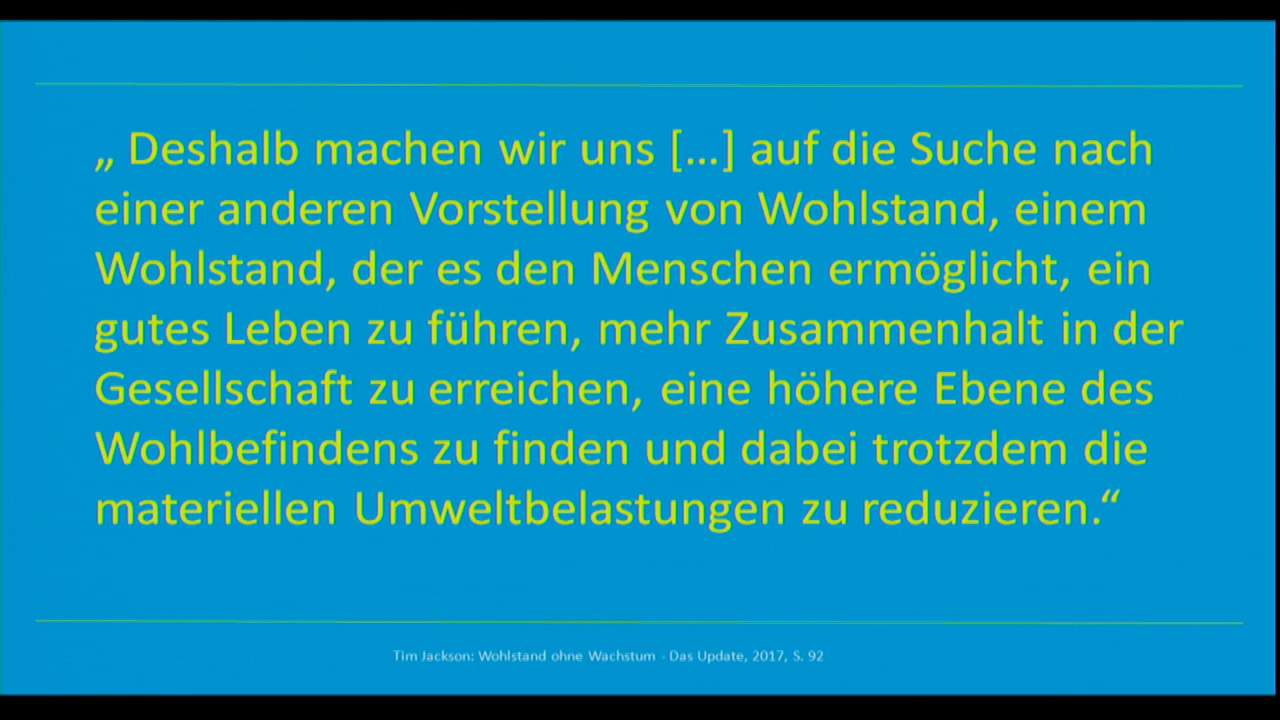 „ Deshalb machen wir uns [...] auf die Suche nach
einer anderen Vorstellung von Wohlstand, einem
Wohlstand, der es den Menschen ermöglicht, ein
gutes Leben zu führen, mehr Zusammenhalt in der
Gesellschaft zu erreichen, eine höhere Ebene des
Wohlbefindens zu finden und dabei trotzdem die
materiellen Umweltbelastungen zu reduzieren.“
Tim Jackson: Wohlstand ohne Wachstum - Das Update, 2017, S. 92